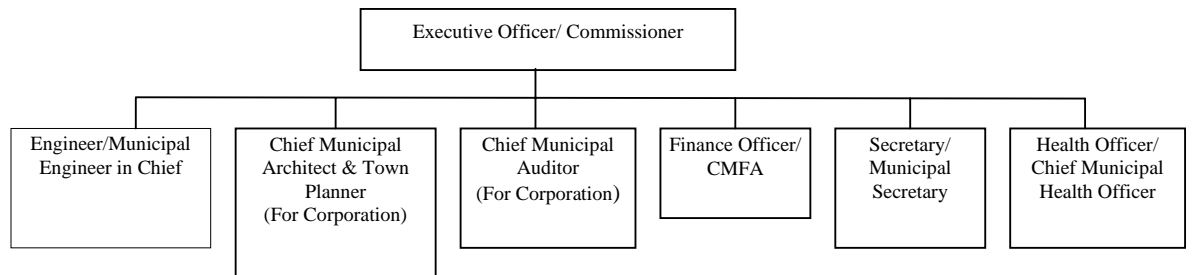 Executive Officer/ Commissioner
Engineer/Municipal
Engineer in Chief
Chief Municipal
Architect & Town
Planner
(For Corporation)
Chief Municipal
Auditor
(For Corporation)
Finance Officer/
CMFA
Secretary/
Municipal
Secretary
Health Officer/
Chief Municipal
Health Officer